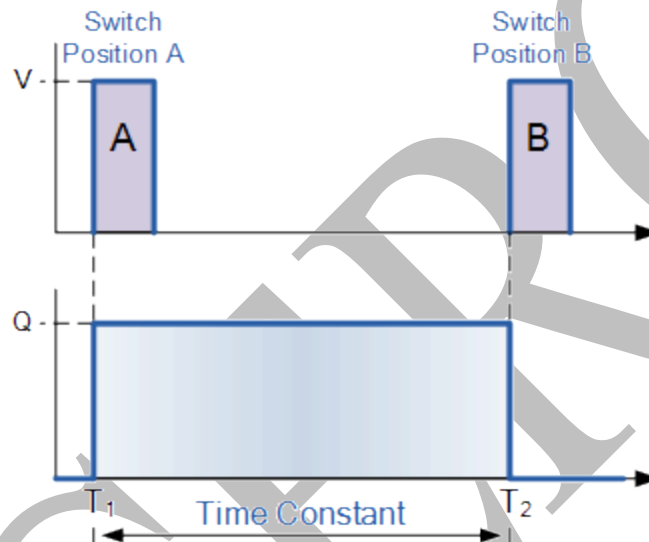 Switch Position A
Switch Position B
V
A
B
Q
T1
Time Constant
T2